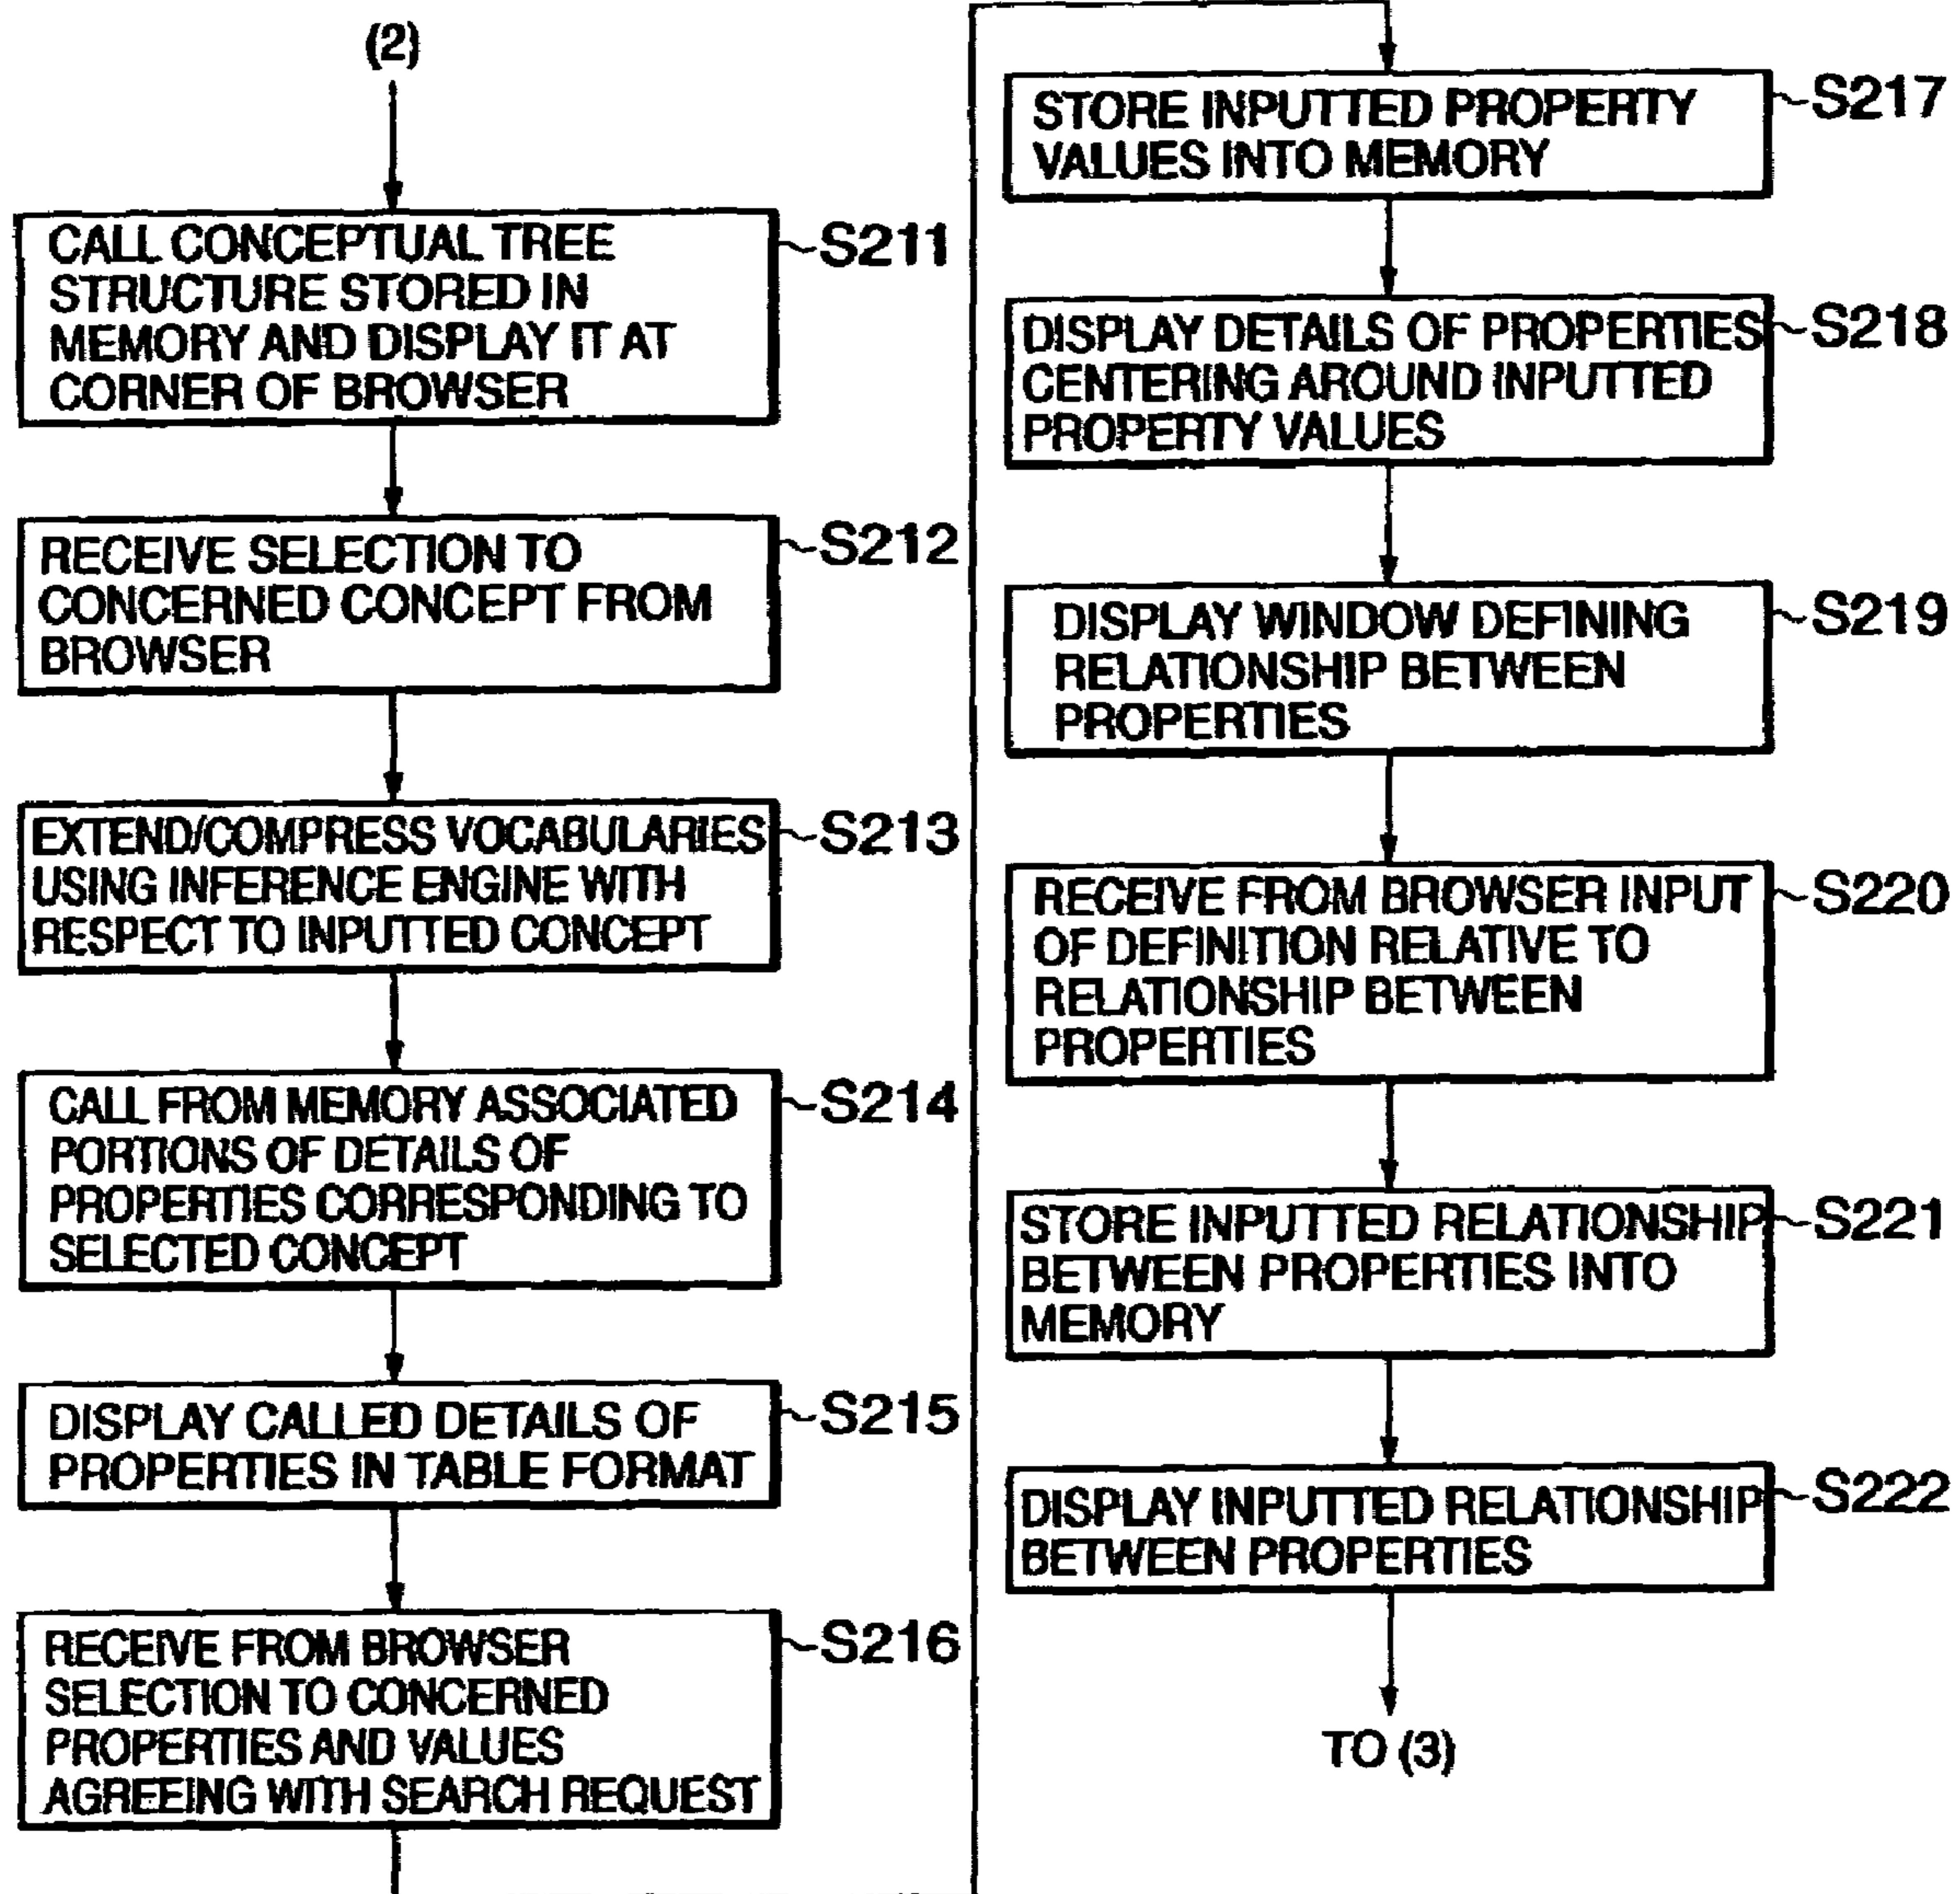 (2)
CALL CONCEPTUAL TREE
STRUCTURE STORED IN
MEMORY AND DISPLAY IT AT
CORNER OF BROWSER
S211
RECEIVE SELECTION TO
CONCERNED CONCEPT FROM
BROWSER
S212
EXTEND/COMPRESS VOCABULARIES
USING INFERENCE ENGINE WITH
RESPECT TO INPUTTED CONCEPT
S213
CALL FROM MEMORY ASSOCIATED
PORTIONS OF DETAILS OF
PROPERTIES CORRESPONDING TO
SELECTED CONCEPT
S214
DISPLAY CALLED DETAILS OF
PROPERTIES IN TABLE FORMAT
S215
RECEIVE FROM BROWSER
SELECTION TO CONCERNED
PROPERTIES AND VALUES
AGREEING WITH SEARCH REQUEST
S216
STORE INPUTTED PROPERTY
VALUES INTO MEMORY
S217
DISPLAY DETAILS OF PROPERTIES
CENTERING AROUND INPUTTED
PROPERTY VALUES
S218
DISPLAY WINDOW DEFINING
RELATIONSHIP BETWEEN
PROPERTIES
S219
RECEIVE FROM BROWSER INPUT
OF DEFINITION RELATIVE TO
RELATIONSHIP BETWEEN
PROPERTIES
S220
STORE INPUTTED RELATIONSHIP
BETWEEN PROPERTIES INTO
MEMORY
S221
DISPLAY INPUTTED RELATIONSHIP
BETWEEN PROPERTIES
S222
TO (3)